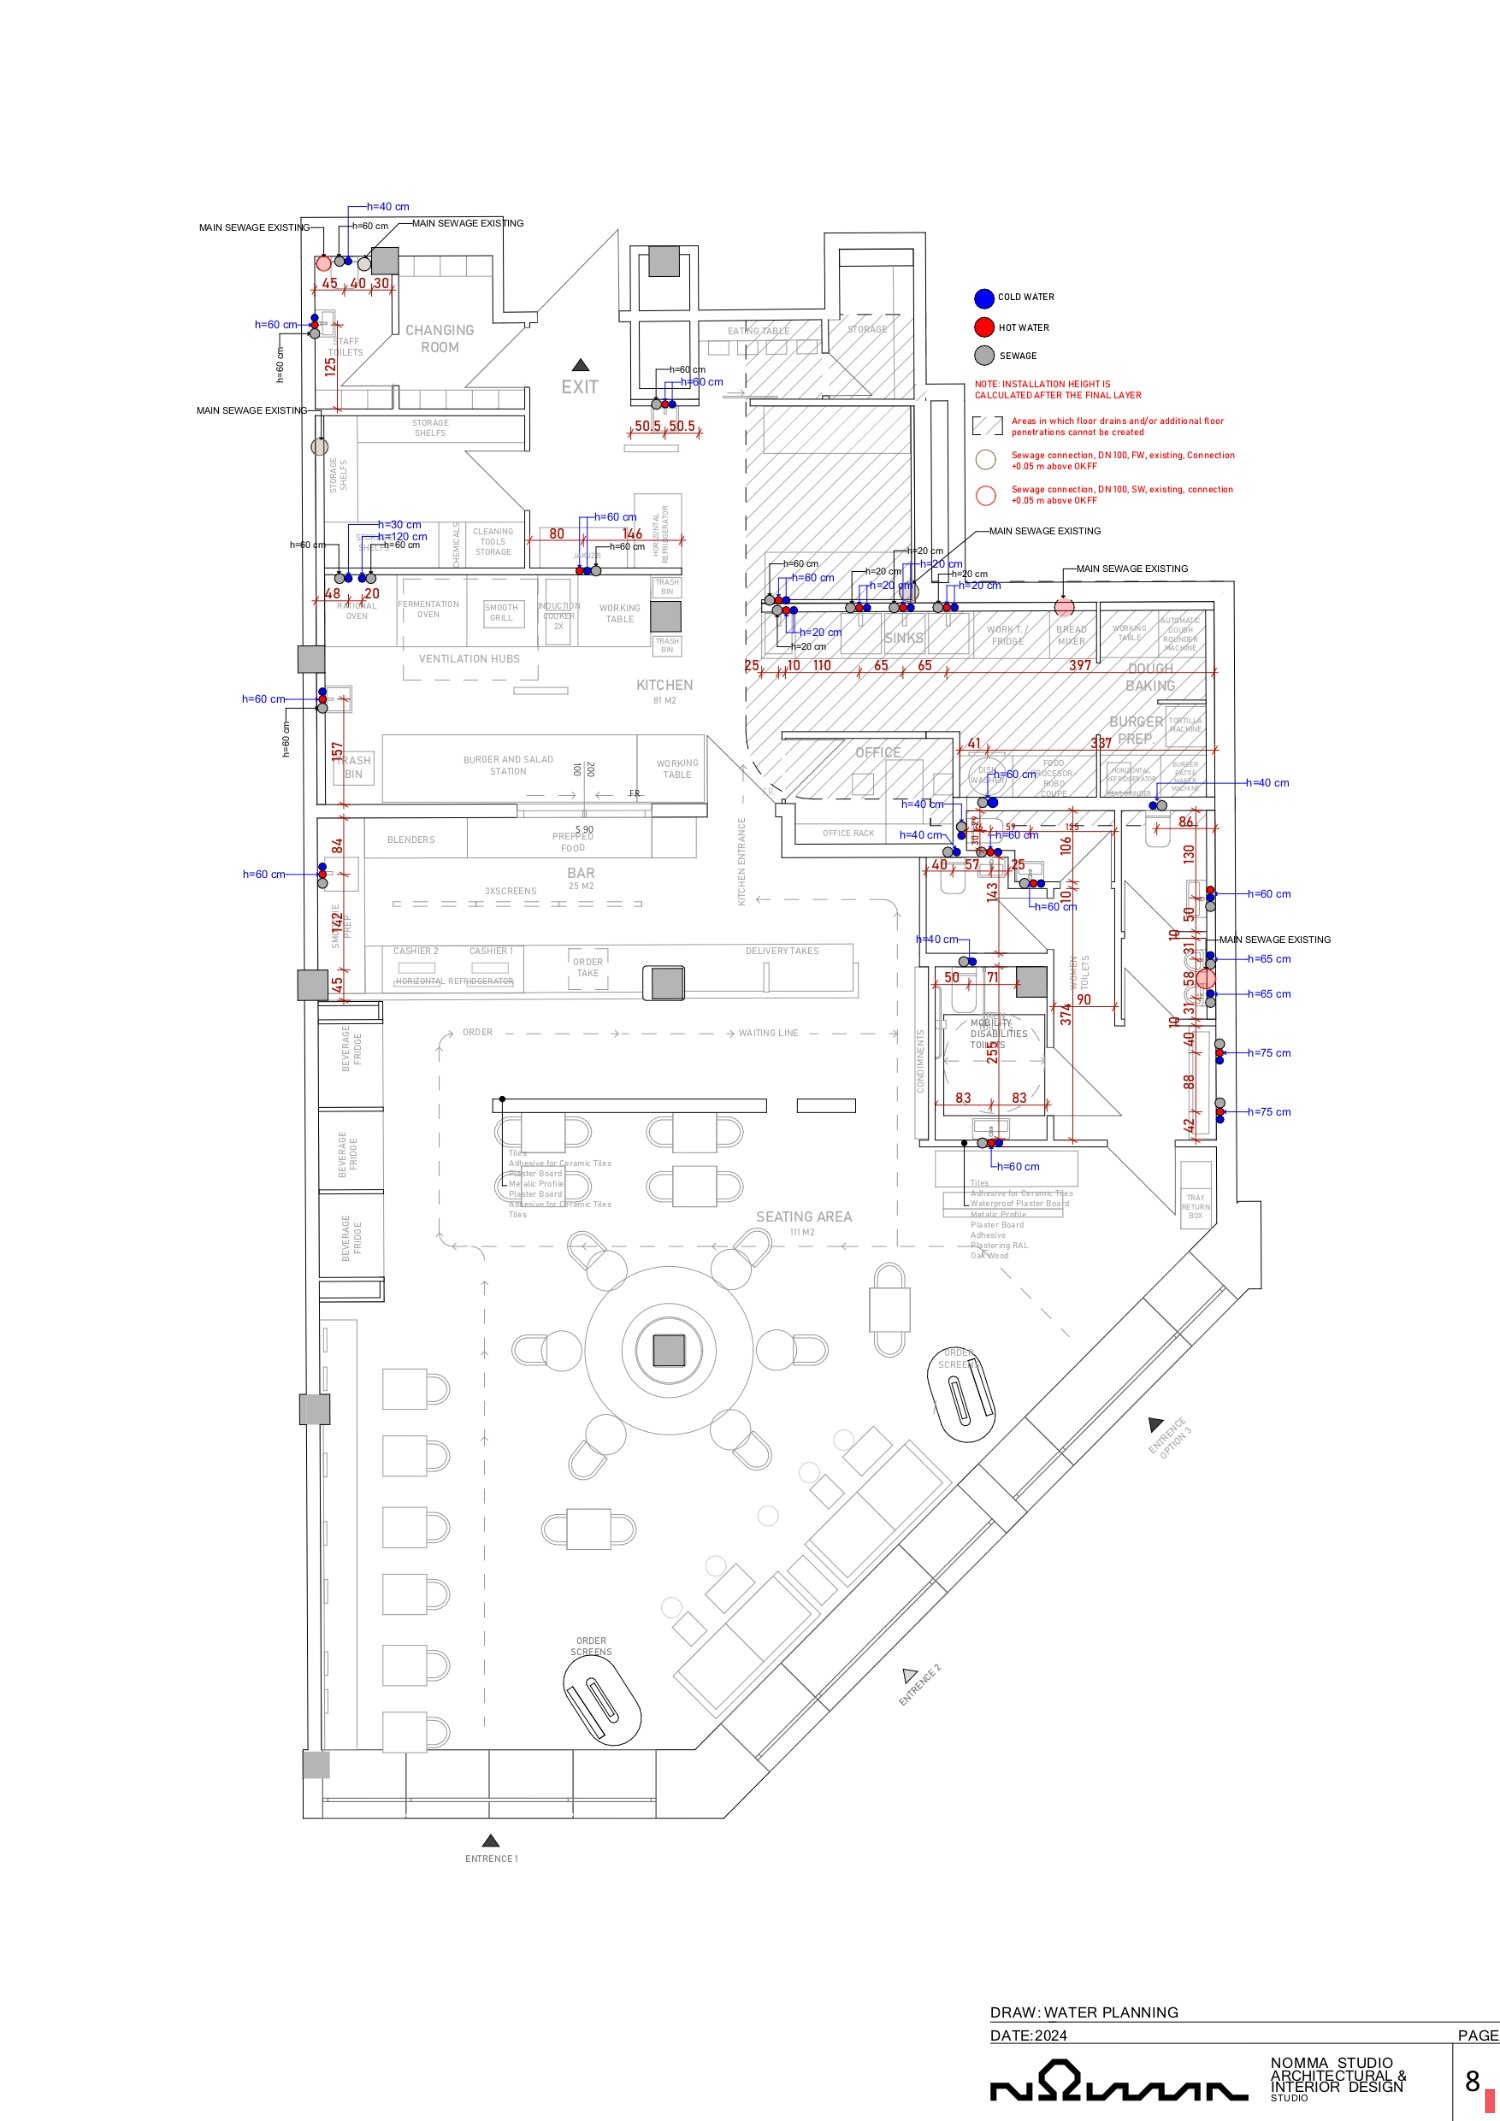 h=40 cm
MAIN SEWAGE EXISTING
h=60 cm
MAIN SEWAGE EXISTING
45
40
30
h=60 cm
h=60 cm
125
STAFF
TOILETS
CHANGING
ROOM
EXIT
MAIN SEWAGE EXISTING
STORAGE
SHELFS
STORAGE
SHELFS
h=60 cm
h=60 cm
50.5
50.5
EATING TABLE
STORAGE
COLD WATER
HOT WATER
SEWAGE
NOTE: INSTALLATION HEIGHT IS
CALCULATED AFTER THE FINAL LAYER
Areas in which floor drains and/or additional floor
penetrations cannot be created
Sewage connection, DN 100, FW, existing, Connection
+0.05 m above OKFF
Sewage connection, DN 100, SW, existing, connection
+0.05 m above OKFF
MAIN SEWAGE EXISTING
MAIN SEWAGE EXISTING
h=30 cm
h=120 cm
h=60 cm
h=60 cm
CHEMICALS
CLEANING
TOOLS
STORAGE
h=60 cm
80
146
h=60 cm
HORIZONTAL
REFRIGERATOR
48
20
RATIONAL
OVEN
FERMENTATION
OVEN
SMOOTH
GRILL
INDUCTION
COOKER
2X
WORKING
TABLE
TRASH
BIN
TRASH
BIN
VENTILATION HUBS
KITCHEN
81 M2
h=60 cm
h=60 cm
h=20 cm
h=20 cm
h=20 cm
h=20 cm
h=20 cm
h=20 cm
h=20 cm
h=20 cm
SINKS
WORK T. /
FRIDGE
BREAD
MIXER
WORKING
TABLE
AUTOMATIC
DOUGH
ROUNDER
MACHINE
25
10
110
65
65
397
DOUGH
BAKING
h=60 cm
h=60 cm
157
TRASH
BIN
BURGER AND SALAD
STATION
100
200
FR
WORKING
TABLE
FR
S 90
OFFICE
OFFICE RACK
BURGER
PREP.
TORTILLA
MACHINE
41
337
DISH
WASHER
h=60 cm
FOOD
PROCESOR
ROBO
COUPE
HORIZONTAL
REFRIGERATOR
BURGER
PATTIE
MAKER
MACHINE
h=40 cm
h=40 cm
h=40 cm
h=60 cm
29
30
59
125
86
106
130
84
BLENDERS
PREPPED
FOOD
BAR
25 M2
h=60 cm
3XSCREENS
142
45
CASHIER 2
CASHIER 1
HORIZONTAL REFRIDGERATOR
ORDER
TAKE
DELIVERY TAKES
KITCHEN ENTRANCE
40
57
25
143
10
h=60 cm
h=60 cm
50
10
h=40 cm
MAIN SEWAGE EXISTING
31
h=65 cm
58
h=65 cm
31
10
50
71
WOMEN
TOILETS
90
374
MOBILITY
DISABILITIES
TOILETS
255
83
83
40
h=75 cm
88
h=75 cm
42
h=60 cm
CONDIMNENTS
ORDER
WAITING LINE
BEVERAGE
FRIDGE
BEVERAGE
FRIDGE
BEVERAGE
FRIDGE
Tiles
Adhesive for Ceramic Tiles
Plaster Board
Metalic Profile
Plaster Board
Adhesive for Ceramic Tiles
Tiles
Tiles
Adhesive for Ceramic Tiles
Waterproof Plaster Board
Metalic Profile
Plaster Board
Adhesive
Plastering RAL
Oak Wood
TRAY
RETURN
BOX
SEATING AREA
111 M2
ORDER
SCREENS
ENTRENCE
OPTION 3
ORDER
SCREENS
ENTRENCE 2
ENTRENCE 1
DRAW: WATER PLANNING
DATE:2024
PAGE
NOMMA STUDIO
ARCHITECTURAL &
INTERIOR DESIGN
STUDIO
8